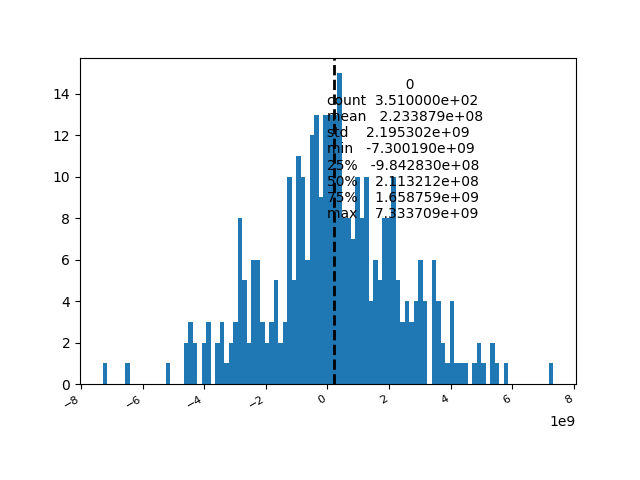 14
12
10
8
6
4
2
0
0
count 3.510000e+02
mean 2.233879e+08
std 2.195302e+09
min -7.300190e+09
25% -9.842830e+08
50% 2.113212e+08
75% 1.658759e+09
max 7.333709e+09
−8 −6 −4 −2 0 2 4 6 8
1e9